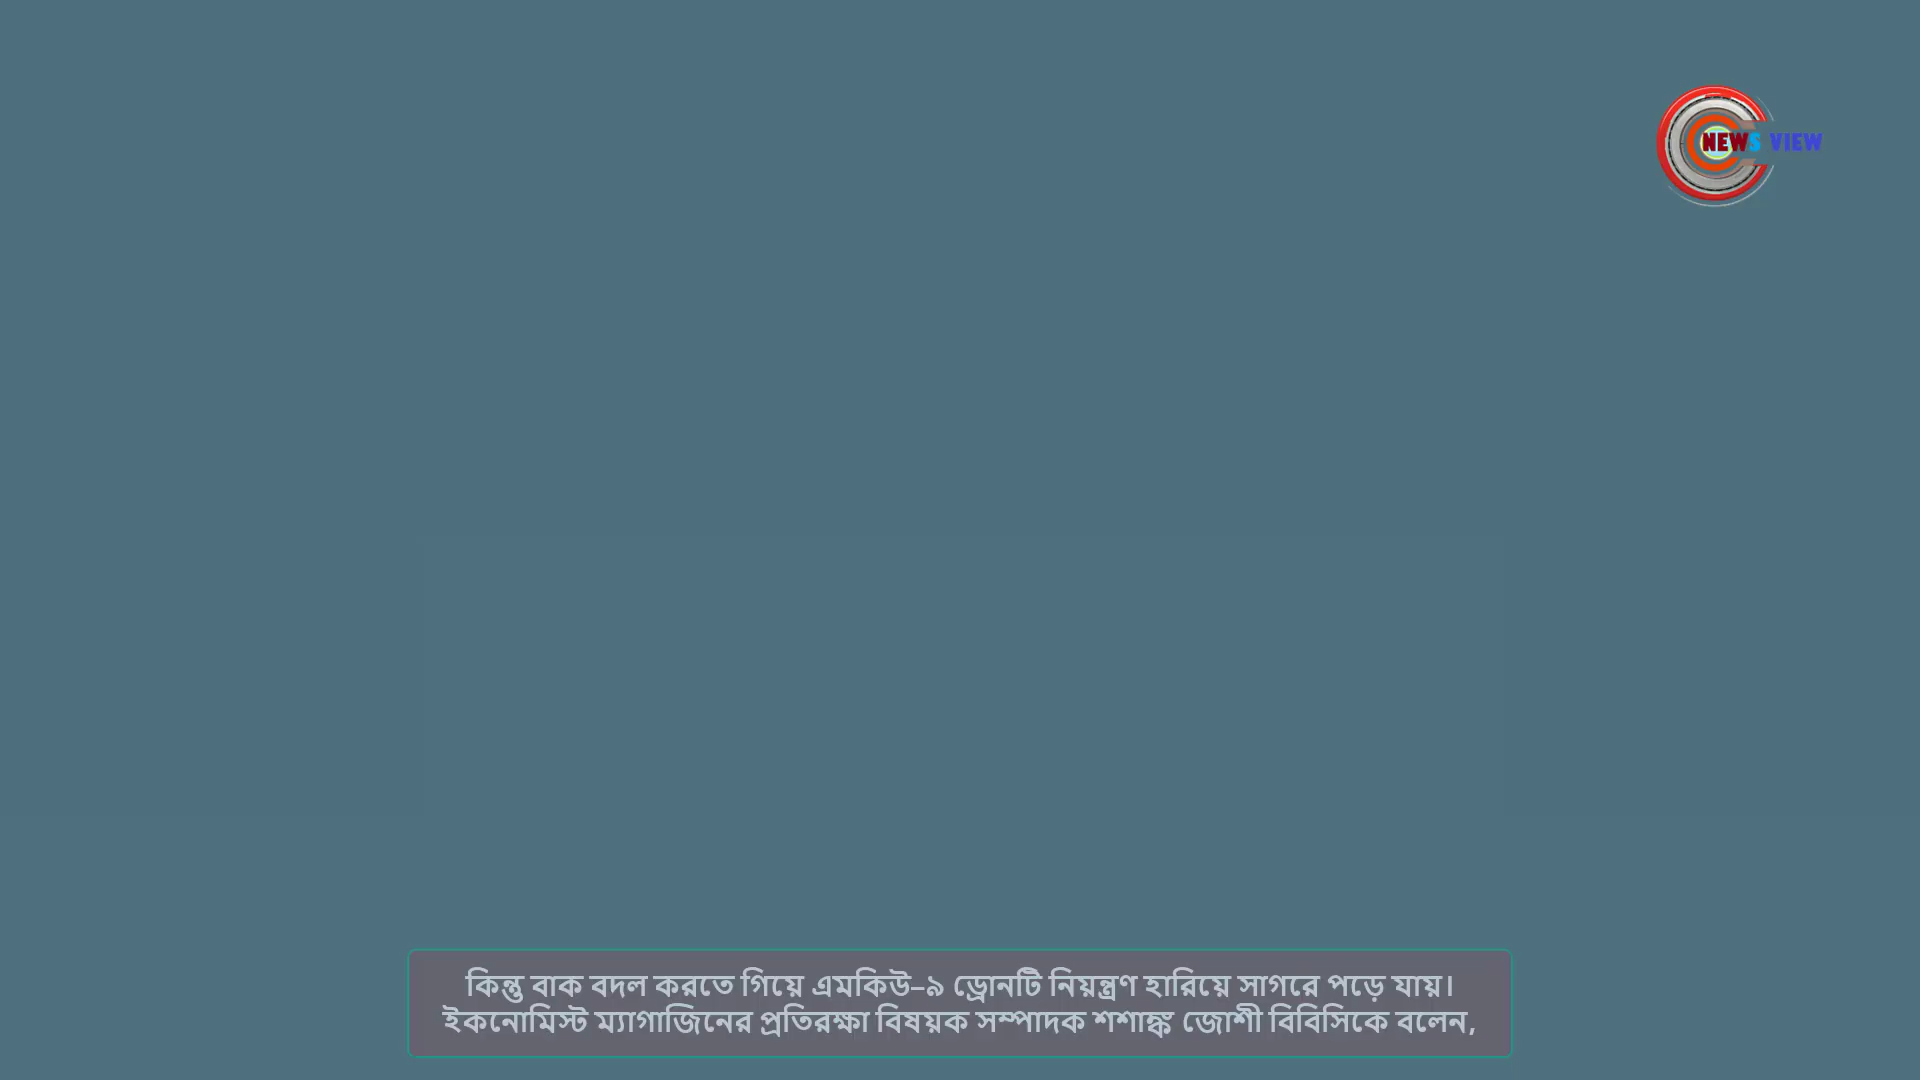 NEWS VIEW
কিন্তু বাক বদল করতে গিয়ে এমকিউ–৯ ড্রোনটি নিয়ন্ত্রণ হারিয়ে সাগরে পড়ে যায়।
ইকনোমিস্ট ম্যাগাজিনের প্রতিরক্ষা বিষয়ক সম্পাদক শশাঙ্ক জোশী বিবিসিকে বলেন,